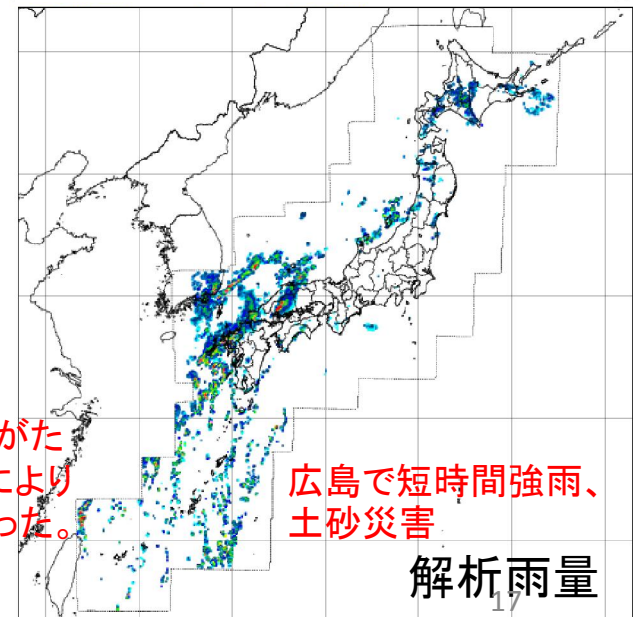 がた
により
った。
広島で短時間強雨、
土砂災害
解析雨量
17